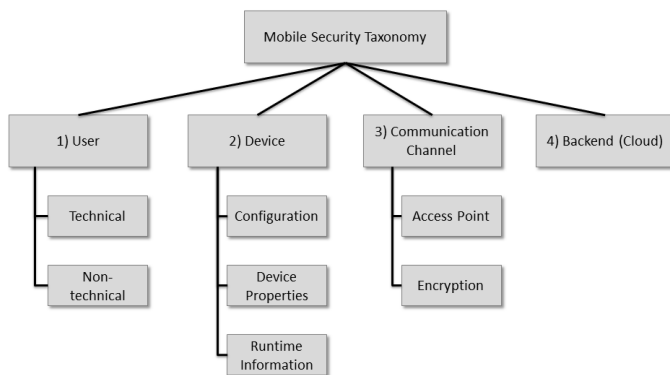 Mobile Security Taxonomy
1) User
2) Device
3) Communication
Channel
4) Backend (Cloud)
Technical
Non-
technical
Configuration
Device
Properties
Runtime
Information
Access Point
Encryption